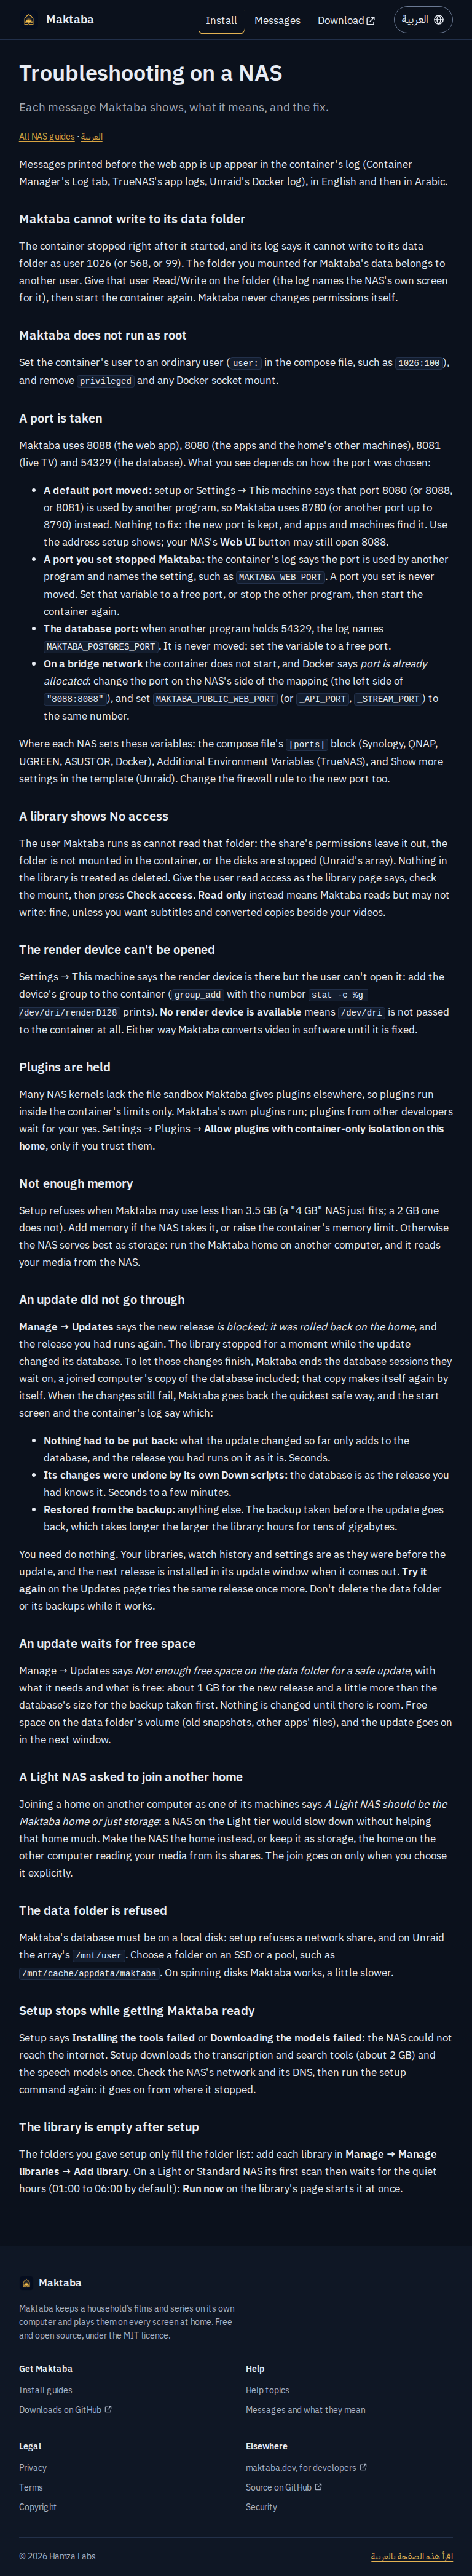 Maktaba
Install
Messages
Download
العربية
Troubleshooting on a NAS
Each message Maktaba shows, what it means, and the fix.
All NAS guides · العربية
Messages printed before the web app is up appear in the container's log (Container
Manager's Log tab, TrueNAS's app logs, Unraid's Docker log), in English and then in Arabic.
Maktaba cannot write to its data folder
The container stopped right after it started, and its log says it cannot write to its data
folder as user 1026 (or 568, or 99). The folder you mounted for Maktaba's data belongs to
another user. Give that user Read/Write on the folder (the log names the NAS's own screen
for it), then start the container again. Maktaba never changes permissions itself.
Maktaba does not run as root
Set the container's user to an ordinary user ( user: in the compose file, such as 1026:100 ),
and remove privileged and any Docker socket mount.
A port is taken
Maktaba uses 8088 (the web app), 8080 (the apps and the home's other machines), 8081
(live TV) and 54329 (the database). What you see depends on how the port was chosen:
• A default port moved: setup or Settings → This machine says that port 8080 (or 8088,
or 8081) is used by another program, so Maktaba uses 8780 (or another port up to
8790) instead. Nothing to fix: the new port is kept, and apps and machines find it. Use
the address setup shows; your NAS's Web UI button may still open 8088.
• A port you set stopped Maktaba: the container's log says the port is used by another
program and names the setting, such as MAKTABA_WEB_PORT . A port you set is never
moved. Set that variable to a free port, or stop the other program, then start the
container again.
• The database port: when another program holds 54329, the log names
MAKTABA_POSTGRES_PORT . It is never moved: set the variable to a free port.
• On a bridge network the container does not start, and Docker says port is already
allocated: change the port on the NAS's side of the mapping (the left side of
"8088:8088" ), and set MAKTABA_PUBLIC_WEB_PORT (or _API_PORT , _STREAM_PORT ) to
the same number.
Where each NAS sets these variables: the compose file's [ports] block (Synology, QNAP,
UGREEN, ASUSTOR, Docker), Additional Environment Variables (TrueNAS), and Show more
settings in the template (Unraid). Change the firewall rule to the new port too.
A library shows No access
The user Maktaba runs as cannot read that folder: the share's permissions leave it out, the
folder is not mounted in the container, or the disks are stopped (Unraid's array). Nothing in
the library is treated as deleted. Give the user read access as the library page says, check
the mount, then press Check access. Read only instead means Maktaba reads but may not
write: fine, unless you want subtitles and converted copies beside your videos.
The render device can't be opened
Settings → This machine says the render device is there but the user can't open it: add the
device's group to the container ( group_add with the number stat -c %g
/dev/dri/renderD128 prints). No render device is available means /dev/dri is not passed
to the container at all. Either way Maktaba converts video in software until it is fixed.
Plugins are held
Many NAS kernels lack the file sandbox Maktaba gives plugins elsewhere, so plugins run
inside the container's limits only. Maktaba's own plugins run; plugins from other developers
wait for your yes. Settings → Plugins → Allow plugins with container-only isolation on this
home, only if you trust them.
Not enough memory
Setup refuses when Maktaba may use less than 3.5 GB (a "4 GB" NAS just fits; a 2 GB one
does not). Add memory if the NAS takes it, or raise the container's memory limit. Otherwise
the NAS serves best as storage: run the Maktaba home on another computer, and it reads
your media from the NAS.
An update did not go through
Manage → Updates says the new release is blocked: it was rolled back on the home, and
the release you had runs again. The library stopped for a moment while the update
changed its database. To let those changes finish, Maktaba ends the database sessions they
wait on, a joined computer's copy of the database included; that copy makes itself again by
itself. When the changes still fail, Maktaba goes back the quickest safe way, and the start
screen and the container's log say which:
• Nothing had to be put back: what the update changed so far only adds to the
database, and the release you had runs on it as it is. Seconds.
• Its changes were undone by its own Down scripts: the database is as the release you
had knows it. Seconds to a few minutes.
• Restored from the backup: anything else. The backup taken before the update goes
back, which takes longer the larger the library: hours for tens of gigabytes.
You need do nothing. Your libraries, watch history and settings are as they were before the
update, and the next release is installed in its update window when it comes out. Try it
again on the Updates page tries the same release once more. Don't delete the data folder
or its backups while it works.
An update waits for free space
Manage → Updates says Not enough free space on the data folder for a safe update, with
what it needs and what is free: about 1 GB for the new release and a little more than the
database's size for the backup taken first. Nothing is changed until there is room. Free
space on the data folder's volume (old snapshots, other apps' files), and the update goes on
in the next window.
A Light NAS asked to join another home
Joining a home on another computer as one of its machines says A Light NAS should be the
Maktaba home or just storage: a NAS on the Light tier would slow down without helping
that home much. Make the NAS the home instead, or keep it as storage, the home on the
other computer reading your media from its shares. The join goes on only when you choose
it explicitly.
The data folder is refused
Maktaba's database must be on a local disk: setup refuses a network share, and on Unraid
the array's /mnt/user . Choose a folder on an SSD or a pool, such as
/mnt/cache/appdata/maktaba . On spinning disks Maktaba works, a little slower.
Setup stops while getting Maktaba ready
Setup says Installing the tools failed or Downloading the models failed: the NAS could not
reach the internet. Setup downloads the transcription and search tools (about 2 GB) and
the speech models once. Check the NAS's network and its DNS, then run the setup
command again: it goes on from where it stopped.
The library is empty after setup
The folders you gave setup only fill the folder list: add each library in Manage → Manage
libraries → Add library. On a Light or Standard NAS its first scan then waits for the quiet
hours (01:00 to 06:00 by default): Run now on the library's page starts it at once.
Maktaba
Maktaba keeps a household's films and series on its own
computer and plays them on every screen at home. Free
and open source, under the MIT licence.
Get Maktaba
Install guides
Downloads on GitHub
Help
Help topics
Messages and what they mean
Legal
Privacy
Terms
Copyright
Elsewhere
maktaba.dev, for developers
Source on GitHub
Security
© 2026 Hamza Labs
اقرأ هذه الصفحة بالعربية